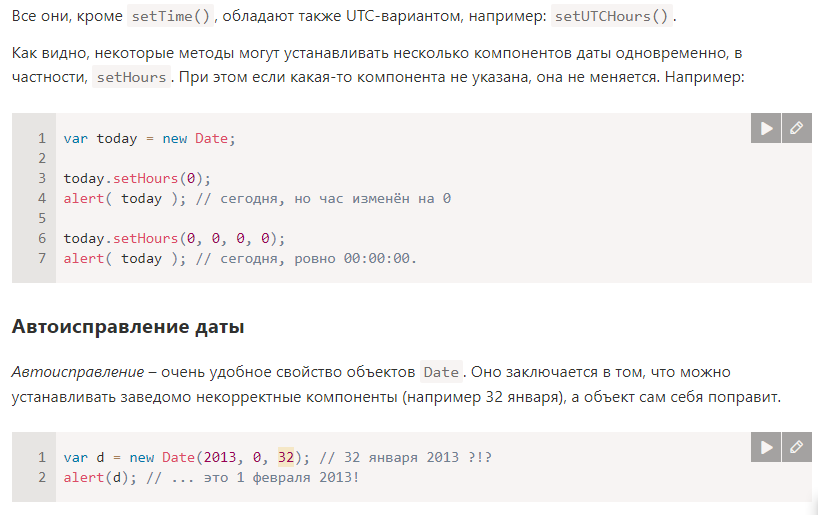 Все они, кроме setTime(), обладают также UTC-вариантом, например: setUTCHours().
Как видно, некоторые методы могут устанавливать несколько компонентов даты одновременно, в
частности, setHours. При этом если какая-то компонента не указана, она не меняется. Например:
1 var today = new Date;
2
3 today.setHours(0);
4 alert( today ); // сегодня, но час изменён на 0
5
6 today.setHours(0, 0, 0, 0);
7 alert( today ); // сегодня, ровно 00:00:00.
Автоисправление даты
Автоисправление – очень удобное свойство объектов Date. Оно заключается в том, что можно
устанавливать заведомо некорректные компоненты (например 32 января), а объект сам себя поправит.
1 var d = new Date(2013, 0, 32); // 32 января 2013 ?!?
2 alert(d); // ... это 1 февраля 2013!